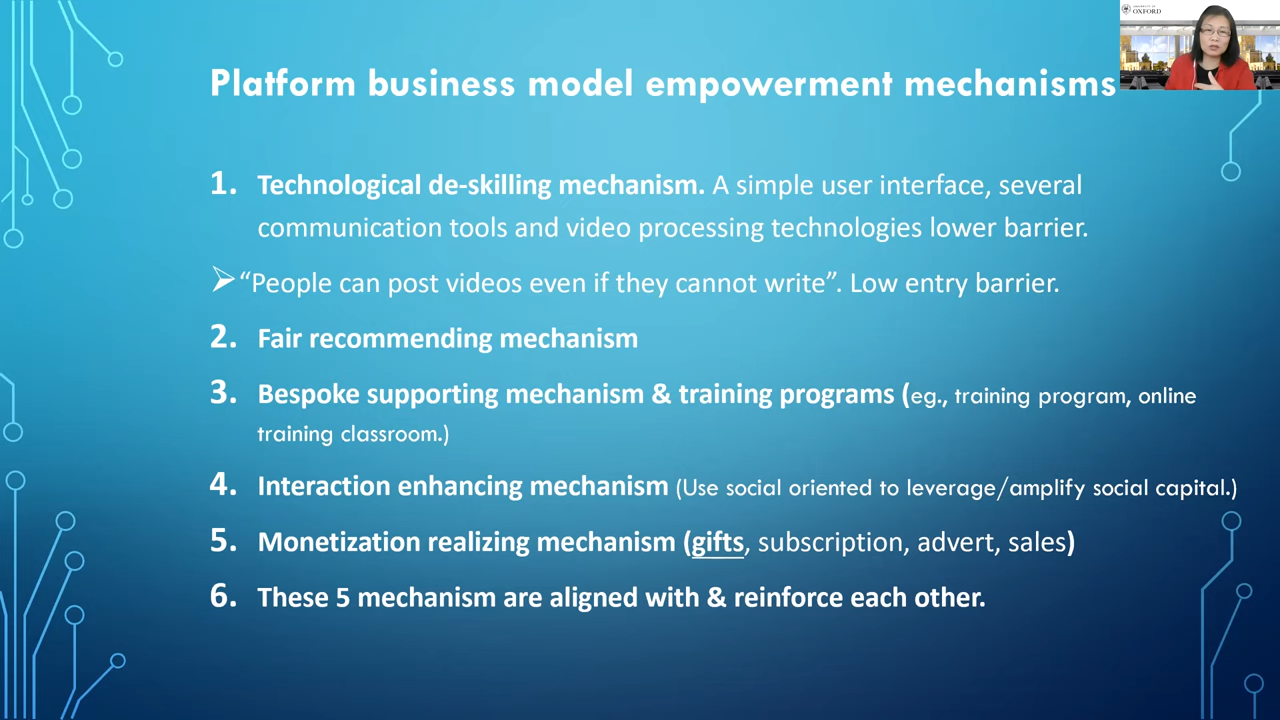 UNIVERSITY OF
OXFORD
Platform business model empowerment mechanisms
1. Technological de-skilling mechanism. A simple user interface, several
communication tools and video processing technologies lower barrier.
➢“People can post videos even if they cannot write”. Low entry barrier.
2. Fair recommending mechanism
3. Bespoke supporting mechanism & training programs (eg., training program, online
training classroom.)
4. Interaction enhancing mechanism (Use social oriented to leverage/amplify social capital.)
5. Monetization realizing mechanism (gifts, subscription, advert, sales)
6. These 5 mechanism are aligned with & reinforce each other.